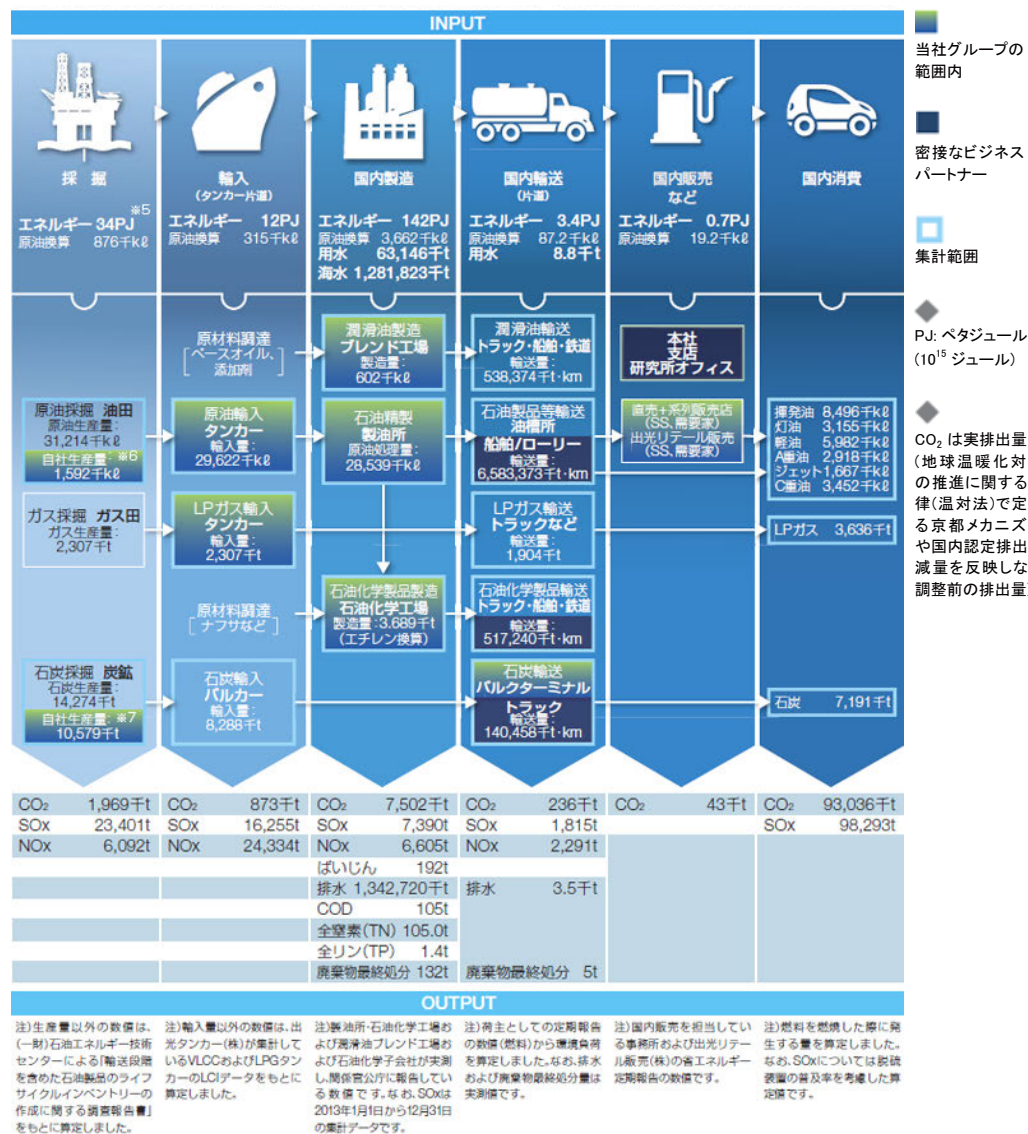 INPUT
採 掘
※5
エネルギー 34PJ
原油換算 876千kℓ
輸入
(タンカー片道)
エネルギー 12PJ
原油換算 315千kℓ
国内製造
エネルギー 142PJ
原油換算 3,662千kℓ
用水 63,146千t
海水 1,281,823千t
国内輸送
(片道)
エネルギー 3.4PJ
原油換算 87.2千kℓ
用水 8.8千t
国内販売
など
エネルギー 0.7PJ
原油換算 19.2千kℓ
国内消費
原材料調達
[ベースオイル、
添加剤]
潤滑油製造
ブレンド工場
製造量:
602千kℓ
潤滑油輸送
トラック・船舶・鉄道
輸送量:
538,374千t・km
本社
支店
研究所オフィス
原油採掘 油田
原油生産量:
31,214千kℓ
自社生産量: ※6
1,592千kℓ
原油輸入
タンカー
輸入量:
29,622千kℓ
石油精製
製油所
原油処理量:
28,539千kℓ
石油製品等輸送
油槽所
船舶/ローリー
輸送量:
6,583,373千t・km
直売+系列販売店
(SS、需要家)
出光リテール販売
(SS、需要家)
揮発油 8,496千kℓ
灯油 3,155千kℓ
軽油 5,982千kℓ
A重油 2,918千kℓ
ジェット 1,667千kℓ
C重油 3,452千kℓ
ガス採掘 ガス田
ガス生産量:
2,307千t
LPガス輸入
タンカー
輸入量:
2,307千t
LPガス輸送
トラックなど
輸送量:
1,904千t
LPガス 3,636千t
原材料調達
[ナフサなど]
石油化学製品製造
石油化学工場
製造量:3.689千t
(エチレン換算)
石油化学製品輸送
トラック・船舶・鉄道
輸送量:
517,240千t・km
石炭採掘 炭鉱
石炭生産量:
14,274千t
自社生産量: ※7
10,579千t
石炭輸入
バルカー
輸入量:
8,288千t
石炭輸送
バルクターミナル
トラック
輸送量:
140,458千t・km
石炭 7,191千t
CO₂ 1,969千t CO₂ 873千t CO₂ 7,502千t CO₂ 236千t CO₂ 43千t CO₂ 93,036千t
SOx 23,401t SOx 16,255t SOx 7,390t SOx 1,815t SOx 98,293t
NOx 6,092t NOx 24,334t NOx 6,605t NOx 2,291t
ばいじん 192t
排水 1,342,720千t 排水 3.5千t
COD 105t
全窒素(TN) 105.0t
全リン(TP) 1.4t
廃棄物最終処分 132t 廃棄物最終処分 5t
OUTPUT
注)生産量以外の数値は、
(一財)石油エネルギー技術
センターによる「輸送段階
を含めた石油製品のライフ
サイクルインベントリーの
作成に関する調査報告書」
をもとに算定しました。
注)輸入量以外の数値は、出
光タンカー(株)が集計して
いるVLCCおよびLPGタン
カーのLCIデータをもとに
算定しました。
注)製油所・石油化学工場お
よび潤滑油ブレンド工場お
よび石油化学子会社が実測
し、関係官公庁に報告してい
る数値です。なお、SOxは
2013年1月1日から12月31日
の集計データです。
注)荷主としての定期報告
の数値(燃料)から環境負荷
を算定しました。なお、排水
および廃棄物最終処分量は
実測値です。
注)国内販売を担当してい
る事務所および出光リテー
ル販売(株)の省エネルギー
定期報告の数値です。
注)燃料を燃焼した際に発
生する量を算定しました。
なお、SOxについては脱硫
装置の普及率を考慮した算
定値です。
当社グループの
範囲内
密接なビジネス
パートナー
集計範囲
PJ: ペタジュール
(10¹⁵ ジュール)
CO₂ は実排出量
(地球温暖化対
の推進に関する
律(温対法)で定
る京都メカニズ
や国内認定排出
減量を反映しな
調整前の排出量